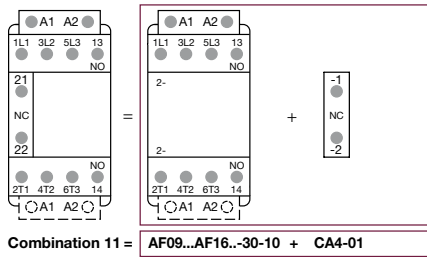 A1 A2 A1 A2
1L1 3L2 5L3 13 1L1 3L2 5L3 13
NO NO
21 2- -1
NC = + NC
22 2- -2
NO NO
2T1 4T2 6T3 14 2T1 4T2 6T3 14
A1 A2 A1 A2
Combination 11 = AF09...AF16..-30-10 + CA4-01